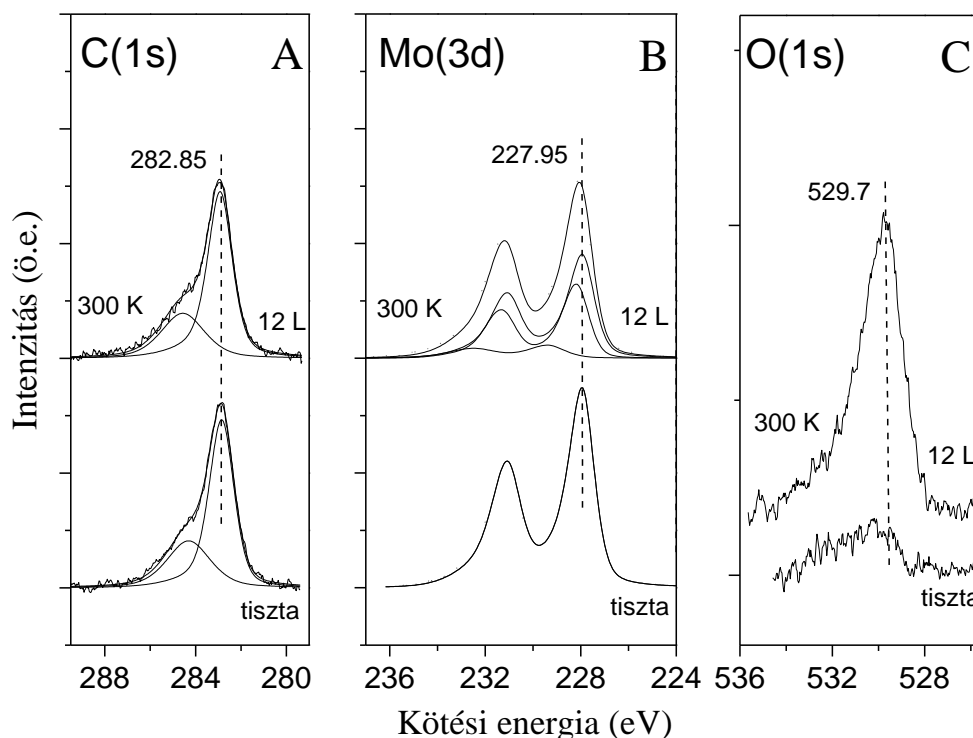 C(1s) A
282.85
300 K
12 L
tiszta
Mo(3d) B
227.95
300 K
12 L
tiszta
O(1s) C
529.7
300 K
12 L
tiszta
Intenzitás (ö.e.)
288 284 280
236 232 228 224
536 532 528
Kötési energia (eV)